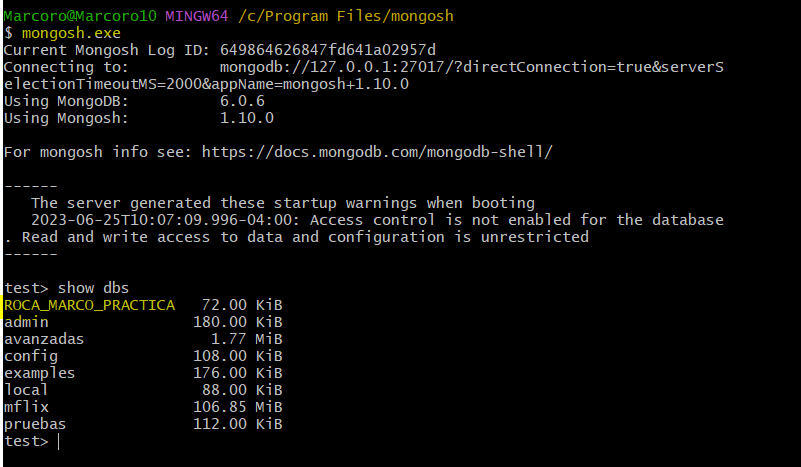 Marcoro@Marcoro10 MINGW64 /c/Program Files/mongosh
$ mongosh.exe
Current Mongosh Log ID: 649864626847fd641a02957d
Connecting to:          mongodb://127.0.0.1:27017/?directConnection=true&serverS
electionTimeoutMS=2000&appName=mongosh+1.10.0
Using MongoDB:          6.0.6
Using Mongosh:          1.10.0
For mongosh info see: https://docs.mongodb.com/mongodb-shell/
------
   The server generated these startup warnings when booting
   2023-06-25T10:07:09.996-04:00: Access control is not enabled for the database
. Read and write access to data and configuration is unrestricted
------
test> show dbs
ROCA_MARCO_PRACTICA   72.00 KiB
admin                180.00 KiB
avanzadas              1.77 MiB
config               108.00 KiB
examples             176.00 KiB
local                 88.00 KiB
mflix                106.85 MiB
pruebas              112.00 KiB
test>